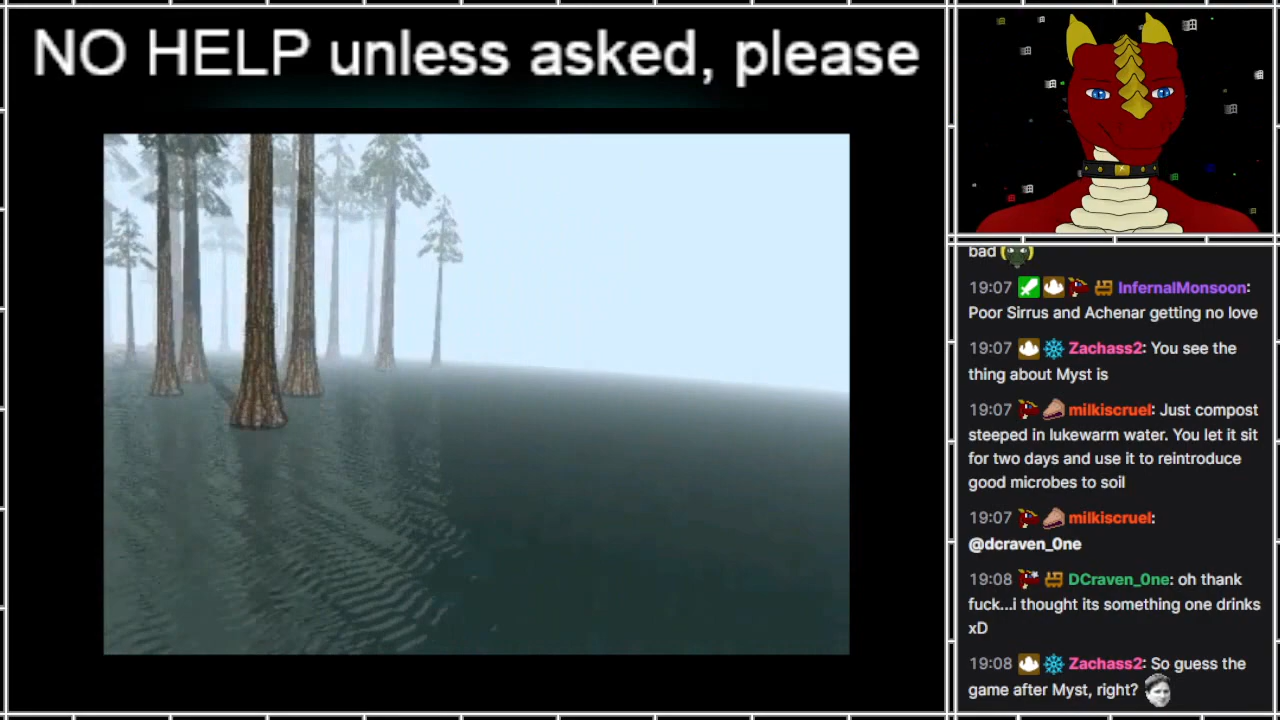 NO HELP unless asked, please
bad
19:07 InfernalMonsoon:
Poor Sirrus and Achenar getting no love
19:07 Zachass2: You see the
thing about Myst is
19:07 milkiscruel: Just compost
steeped in lukewarm water. You let it sit
for two days and use it to reintroduce
good microbes to soil
19:07 milkiscruel:
@dcraven_0ne
19:08 DCraven_0ne: oh thank
fuck...i thought its something one drinks
xD
19:08 Zachass2: So guess the
game after Myst, right?